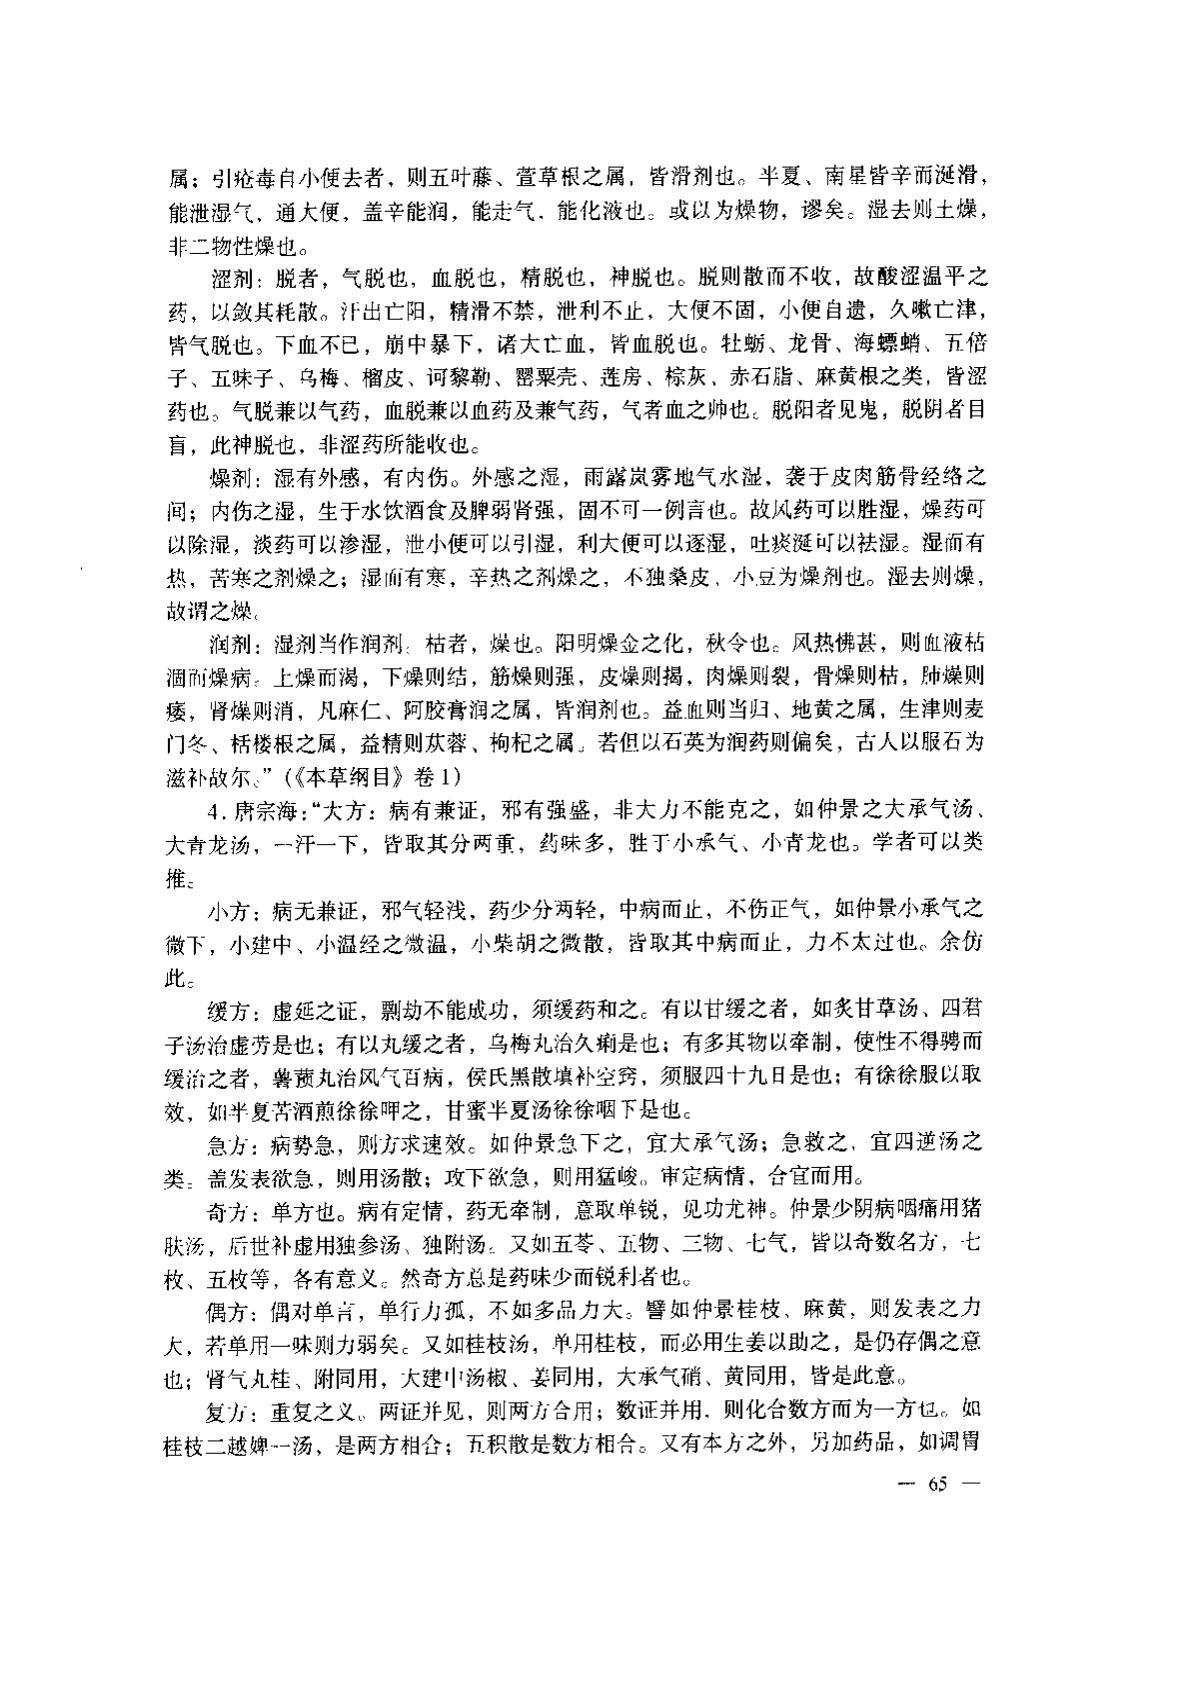 属；引疮毒自小便去者，则五叶藤、萱草根之属，皆滑剂也。半夏、南星皆辛而涎滑，
能泄湿气，通大便，盖辛能润，能走气，能化液也。或以为燥物，谬矣。湿去则土燥，
非二物性燥也。
涩剂：脱者，气脱也，血脱也，精脱也，神脱也。脱则散而不收，故酸涩温平之
药，以敛其耗散。汗出亡阳，精滑不禁，泄利不止，大便不固，小便自遗，久嗽亡津，
皆气脱也。下血不已，崩中暴下，诸大亡血，皆血脱也。牡蛎、龙骨、海螵蛸、五倍
子、五味子、乌梅、榴皮、诃黎勒、罂粟壳、莲房、棕灰、赤石脂、麻黄根之类，皆涩
药也。气脱兼以气药，血脱兼以血药及兼气药，气者血之帅也。脱阳者见鬼，脱阴者目
盲，此神脱也，非涩药所能收也。
燥剂：湿有外感，有内伤。外感之湿，雨露岚雾地气水湿，袭于皮肉筋骨经络之
间；内伤之湿，生于水饮酒食及脾弱肾强，固不可一例言也。故风药可以胜湿，燥药可
以除湿，淡药可以渗湿，泄小便可以引湿，利大便可以逐湿，吐痰涎可以祛湿。湿而有
热，苦寒之剂燥之；湿而有寒，辛热之剂燥之，不独桑皮、小豆为燥剂也。湿去则燥，
故谓之燥。
润剂：湿剂当作润剂。枯者，燥也。阳明燥金之化，秋令也。风热怫甚，则血液枯
涸而燥病。上燥而渴，下燥则结，筋燥则强，皮燥则揭，肉燥则裂，骨燥则枯，肺燥则
痿，肾燥则消，凡麻仁、阿胶膏润之属，皆润剂也。益血则当归、地黄之属，生津则麦
门冬、栝楼根之属，益精则苁蓉、枸杞之属。若但以石英为润药则偏矣，古人以服石为
滋补故尔。”(《本草纲目》卷1)
4. 唐宗海：“大方：病有兼证，邪有强盛，非大力不能克之，如仲景之大承气汤、
大青龙汤，一汗一下，皆取其分两重，药味多，胜于小承气、小青龙也。学者可以类
推。
小方：病无兼证，邪气轻浅，药少分两轻，中病而止，不伤正气，如仲景小承气之
微下，小建中、小温经之微温，小柴胡之微散，皆取其中病而止，力不太过也。余仿
此。
缓方：虚延之证，剽劫不能成功，须缓药和之。有以甘缓之者，如炙甘草汤、四君
子汤治虚劳是也；有以丸缓之者，乌梅丸治久痢是也；有多其物以牵制，使性不得骋而
缓治之者，薯蓣丸治风气百病，侯氏黑散填补空窍，须服四十九日是也；有徐徐服以取
效，如半夏苦酒煎徐徐呷之，甘蜜半夏汤徐徐咽下是也。
急方：病势急，则方求速效。如仲景急下之，宜大承气汤；急救之，宜四逆汤之
类。盖发表欲急，则用汤散；攻下欲急，则用猛峻。审定病情，合宜而用。
奇方：单方也。病有定情，药无牵制，意取单锐，见功尤神。仲景少阴病咽痛用猪
肤汤，后世补虚用独参汤、独附汤。又如五苓、五物、三物、七气，皆以奇数名方，七
枚、五枚等，各有意义。然奇方总是药味少而锐利者也。
偶方：偶对单言，单行力孤，不如多品力大。譬如仲景桂枝、麻黄，则发表之力
大，若单用一味则力弱矣。又如桂枝汤，单用桂枝，而必用生姜以助之，是仍存偶之意
也；肾气丸桂、附同用，大建中汤椒、姜同用，大承气硝、黄同用，皆是此意。
复方：重复之义。两证并见，则两方合用；数证并用，则化合数方而为一方也。如
桂枝二越婢一汤，是两方相合；五积散是数方相合。又有本方之外，另加药品，如调胃
— 65 —